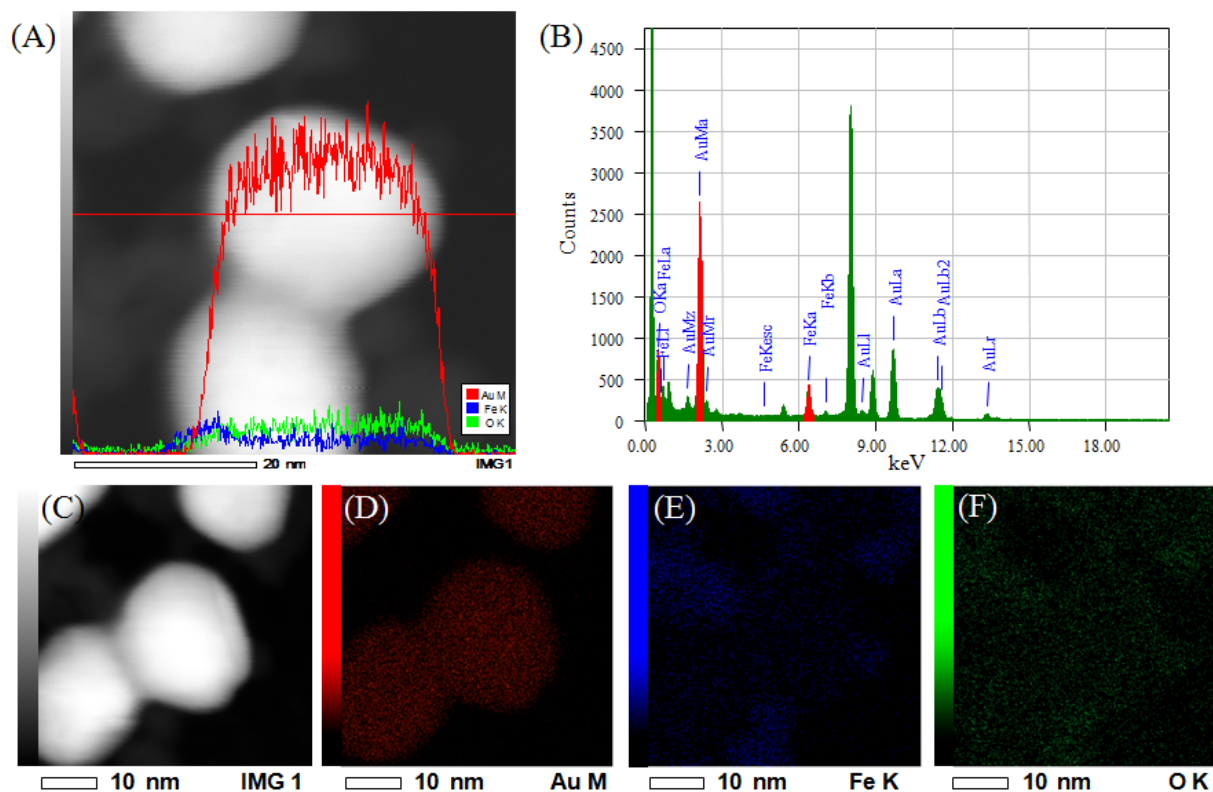 (A)
Au M
Fe K
O K
20 nm
IMG1
(B)
4500
4000
3500
3000
2500
2000
1500
1000
500
0
Counts
OKa
FeLa
FeLl
AuMz
AuMa
AuMr
FeKesc
FeKa
FeKb
AuLl
AuLa
AuLb
AuLb2
AuLr
0.00
3.00
6.00
9.00
12.00
15.00
18.00
keV
(C)
10 nm
IMG 1
(D)
10 nm
Au M
(E)
10 nm
Fe K
(F)
10 nm
O K